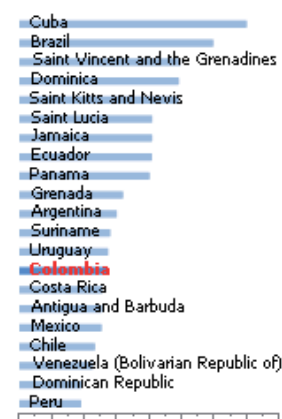 Cuba
Brazil
Saint Vincent and the Grenadines
Dominica
Saint Kitts and Nevis
Saint Lucia
Jamaica
Ecuador
Panama
Grenada
Argentina
Suriname
Uruguay
Colombia
Costa Rica
Antigua and Barbuda
Mexico
Chile
Venezuela (Bolivarian Republic of)
Dominican Republic
Peru